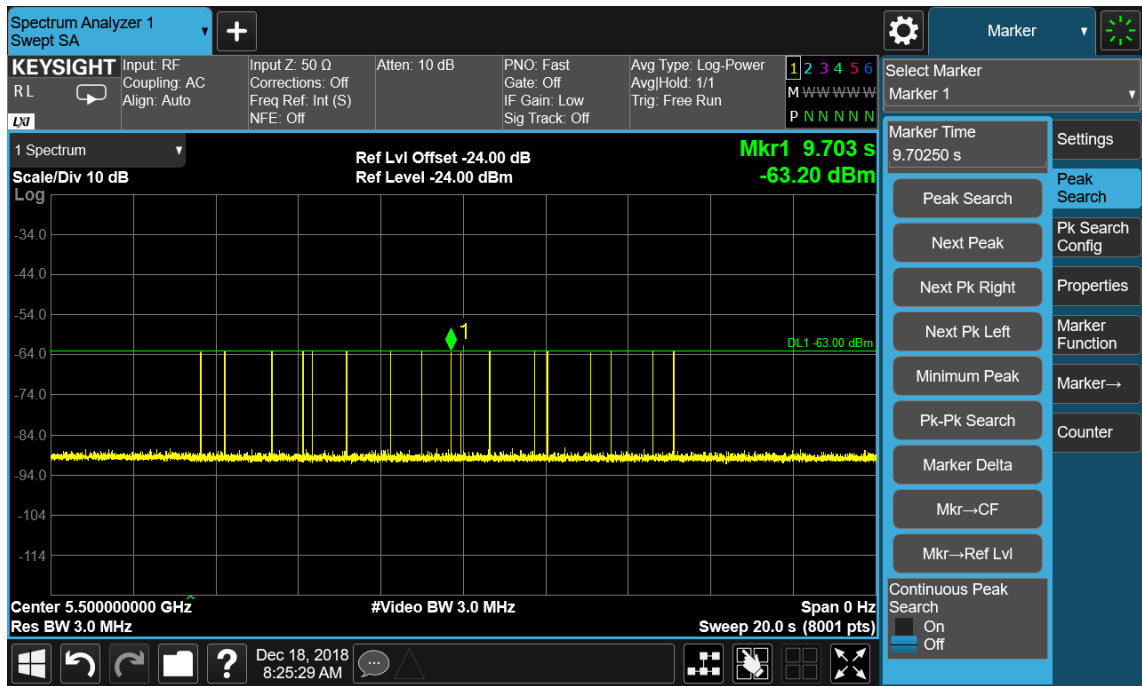 Spectrum Analyzer 1
Swept SA
+
Marker
KEYSIGHT
R L
LXI
Input: RF
Coupling: AC
Align: Auto
Input Z: 50 Ω
Corrections: Off
Freq Ref: Int (S)
NFE: Off
Atten: 10 dB
PNO: Fast
Gate: Off
IF Gain: Low
Sig Track: Off
Avg Type: Log-Power
Avg|Hold: 1/1
Trig: Free Run
1 2 3 4 5 6
M W W W W W
P N N N N N
Select Marker
Marker 1
1 Spectrum
Scale/Div 10 dB
Log
Ref Lvl Offset -24.00 dB
Ref Level -24.00 dBm
Mkr1 9.703 s
-63.20 dBm
-34.0
-44.0
-54.0
-64.0
-74.0
-84.0
-94.0
-104
-114
1
DL1 -63.00 dBm
Center 5.500000000 GHz
Res BW 3.0 MHz
#Video BW 3.0 MHz
Span 0 Hz
Sweep 20.0 s (8001 pts)
Marker Time
9.70250 s
Peak Search
Next Peak
Next Pk Right
Next Pk Left
Minimum Peak
Pk-Pk Search
Marker Delta
Mkr→CF
Mkr→Ref Lvl
Continuous Peak
Search
On
Off
Settings
Peak
Search
Pk Search
Config
Properties
Marker
Function
Marker→
Counter
?
Dec 18, 2018
8:25:29 AM